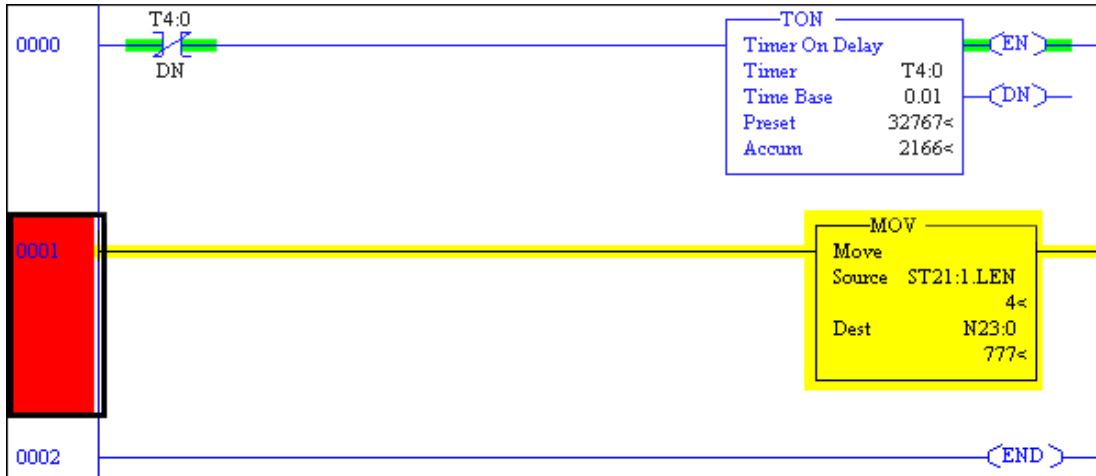 T4:0
0000
DN
TON
Timer On Delay
Timer T4:0
Time Base 0.01
Preset 32767<
Accum 2166<
EN
DN
0001
MOV
Move
Source ST21:1.LEN
4<
Dest N23:0
777<
0002
END